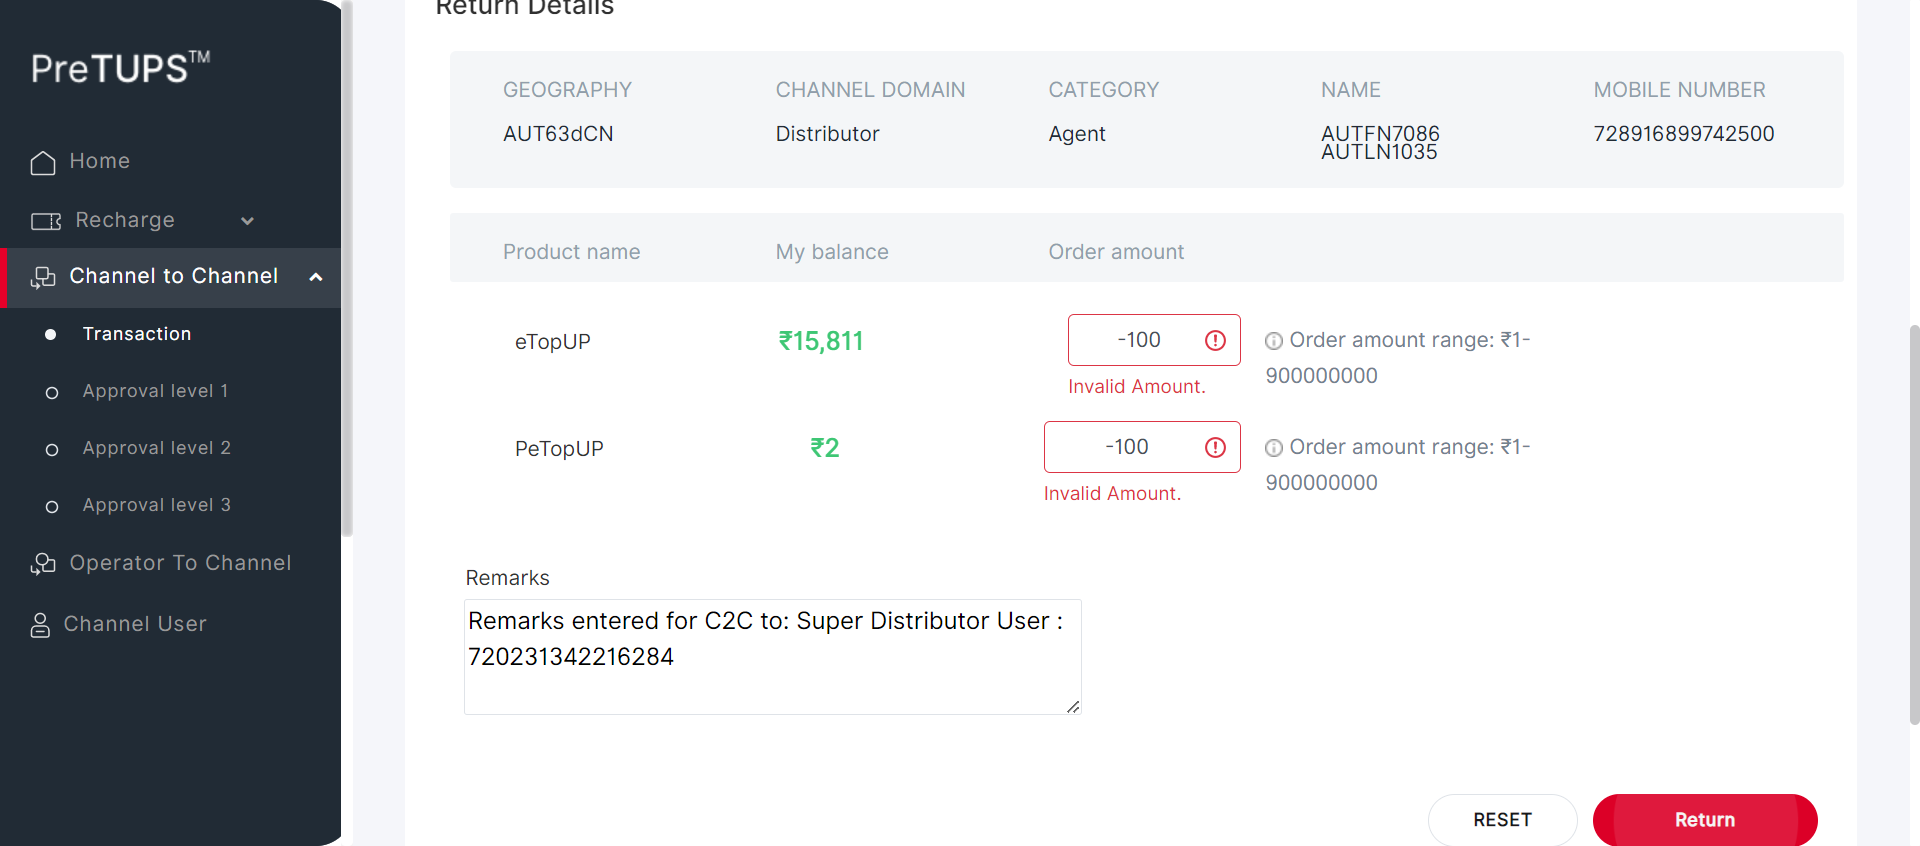 PreTUPS™
Home
Recharge
Channel to Channel
Transaction
Approval level 1
Approval level 2
Approval level 3
Operator To Channel
Channel User
Return Details
GEOGRAPHY CHANNEL DOMAIN CATEGORY NAME MOBILE NUMBER
AUT63dCN Distributor Agent AUTFN7086 728916899742500
AUTLN1035
Product name My balance Order amount
eTopUP ₹15,811 -100 Order amount range: ₹1-
900000000
Invalid Amount.
PeTopUP ₹2 -100 Order amount range: ₹1-
900000000
Invalid Amount.
Remarks
Remarks entered for C2C to: Super Distributor User :
720231342216284
RESET Return